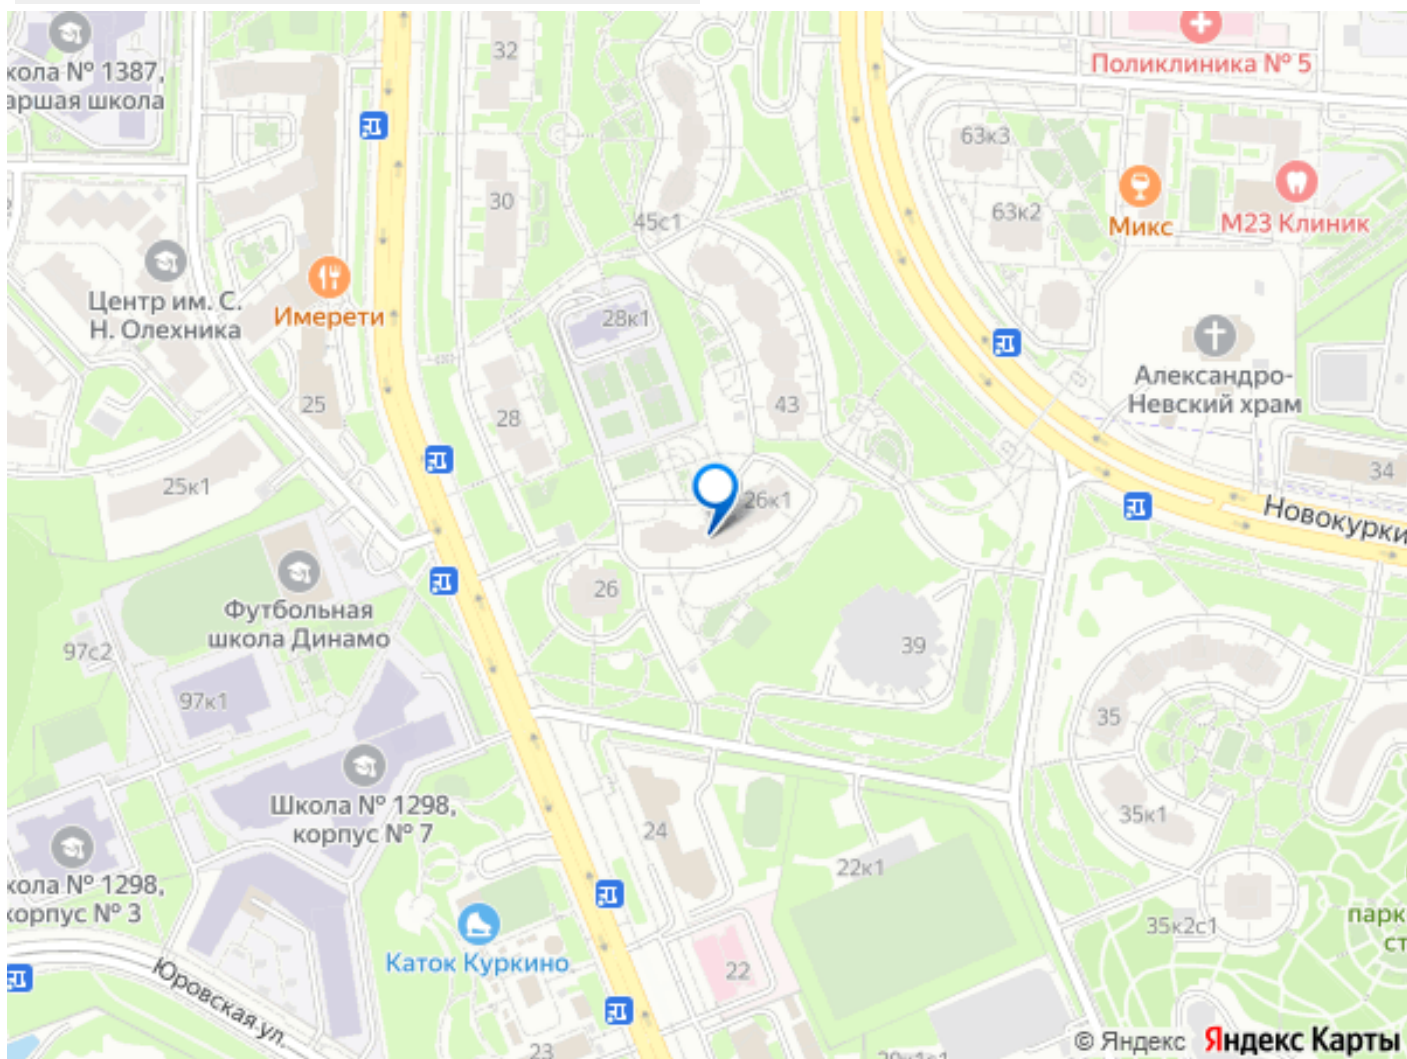 32
кола № 1387,
аршая школа
Поликлиника № 5
63к3
63к2
Микс
М23 Клиник
30
45с1
Центр им. С.
Н. Олехника
Имерети
28к1
Александро-
Невский храм
25
28
43
34
25к1
26к1
Новокурки
Футбольная
школа Динамо
26
39
97с2
97к1
35
Школа № 1298,
корпус № 7
24
35к1
22к1
кола № 1298,
корпус № 3
35к2с1
парк
ст
Каток Куркино
22
Юровская ул.
23
© Яндекс Яндекс Карты